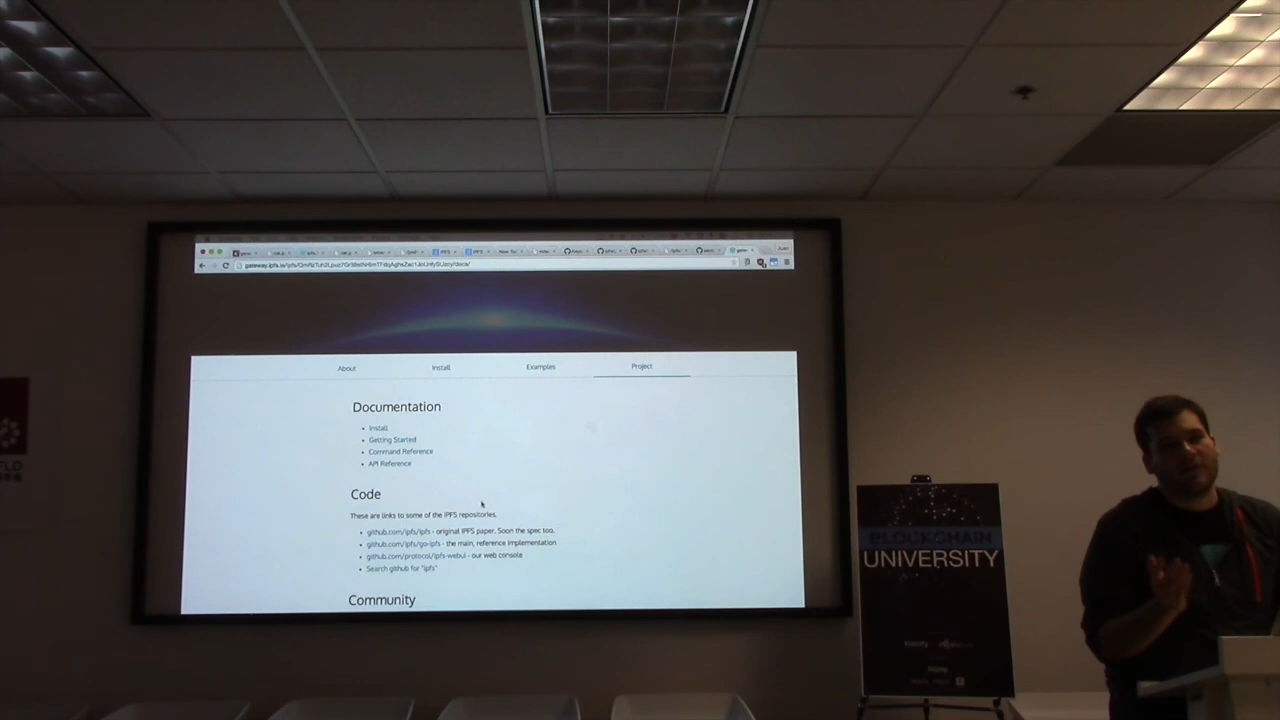 About Install Examples Project
Documentation
Install
Getting Started
Command Reference
API Reference
Code
These are links to some of the IPFS repositories.
github.com/ipfs/ipfs - original IPFS paper. Soon the spec too.
github.com/ipfs/go-ipfs - the main, reference implementation
github.com/protocol/ipfs-webui - our web console
Search github for "ipfs"
Community
BLOCKCHAIN
UNIVERSITY